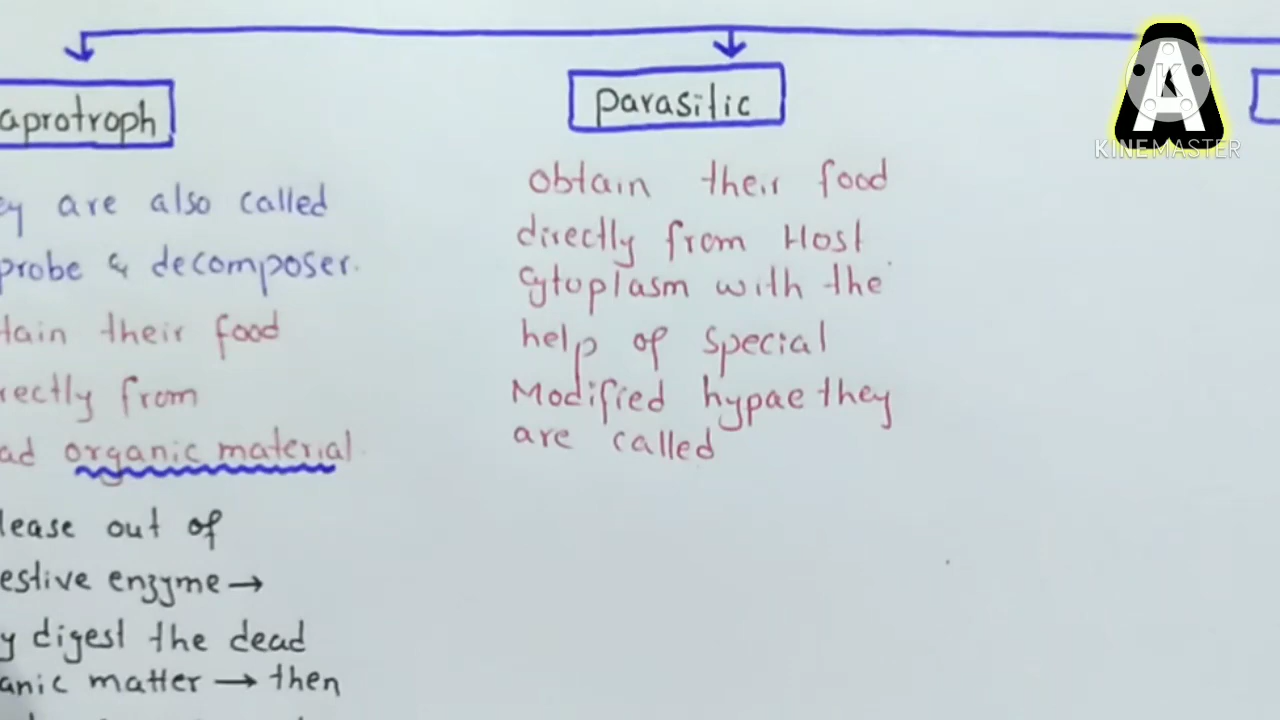 aprotroph
ey are also called
probe & decomposer.
tain their food
rectly from
ad organic material
lease out of
estive enzyme →
y digest the dead
anic matter → then
Parasitic
obtain their food
directly from Host
Cytoplasm with the
help of special
Modified hypae they
are called
A
K
KINEMASTER